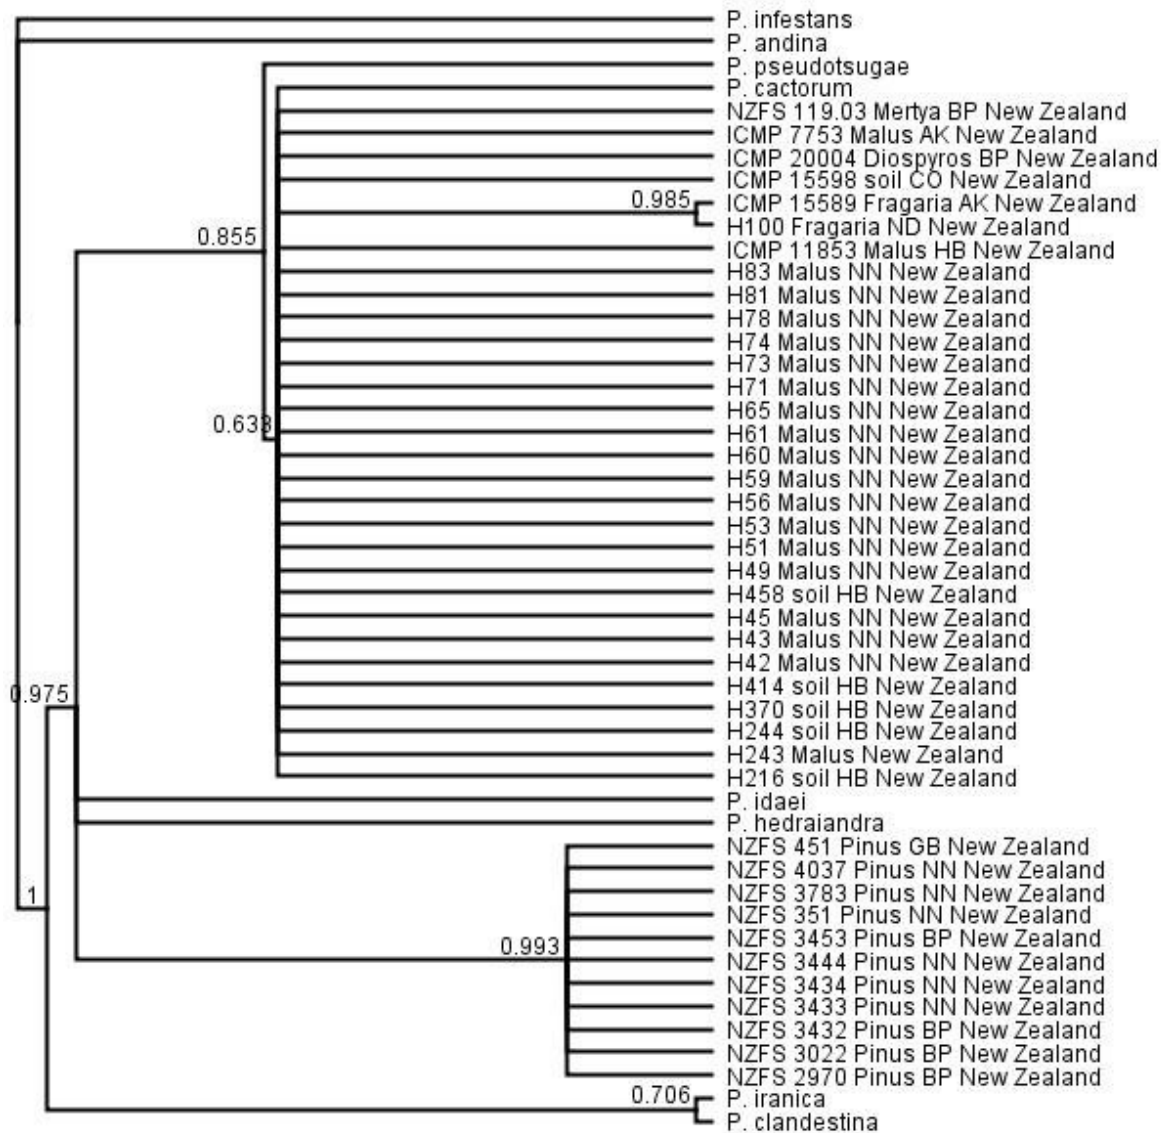 P. infestans
P. andina
P. pseudotsugae
P. cactorum
NZFS 119.03 Mertya BP New Zealand
ICMP 7753 Malus AK New Zealand
ICMP 20004 Diospyros BP New Zealand
ICMP 15598 soil CO New Zealand
0.985
ICMP 15589 Fragaria AK New Zealand
H100 Fragaria ND New Zealand
0.855
ICMP 11853 Malus HB New Zealand
H83 Malus NN New Zealand
H81 Malus NN New Zealand
H78 Malus NN New Zealand
H74 Malus NN New Zealand
H73 Malus NN New Zealand
H71 Malus NN New Zealand
H65 Malus NN New Zealand
0.633
H61 Malus NN New Zealand
H60 Malus NN New Zealand
H59 Malus NN New Zealand
H56 Malus NN New Zealand
H53 Malus NN New Zealand
H51 Malus NN New Zealand
H49 Malus NN New Zealand
H458 soil HB New Zealand
H45 Malus NN New Zealand
H43 Malus NN New Zealand
H42 Malus NN New Zealand
0.975
H414 soil HB New Zealand
H370 soil HB New Zealand
H244 soil HB New Zealand
H243 Malus New Zealand
H216 soil HB New Zealand
P. idaei
P. hedraiandra
NZFS 451 Pinus GB New Zealand
NZFS 4037 Pinus NN New Zealand
1
NZFS 3783 Pinus NN New Zealand
NZFS 351 Pinus NN New Zealand
0.993
NZFS 3453 Pinus BP New Zealand
NZFS 3444 Pinus NN New Zealand
NZFS 3434 Pinus NN New Zealand
NZFS 3433 Pinus NN New Zealand
NZFS 3432 Pinus BP New Zealand
NZFS 3022 Pinus BP New Zealand
NZFS 2970 Pinus BP New Zealand
0.706
P. iranica
P. clandestina